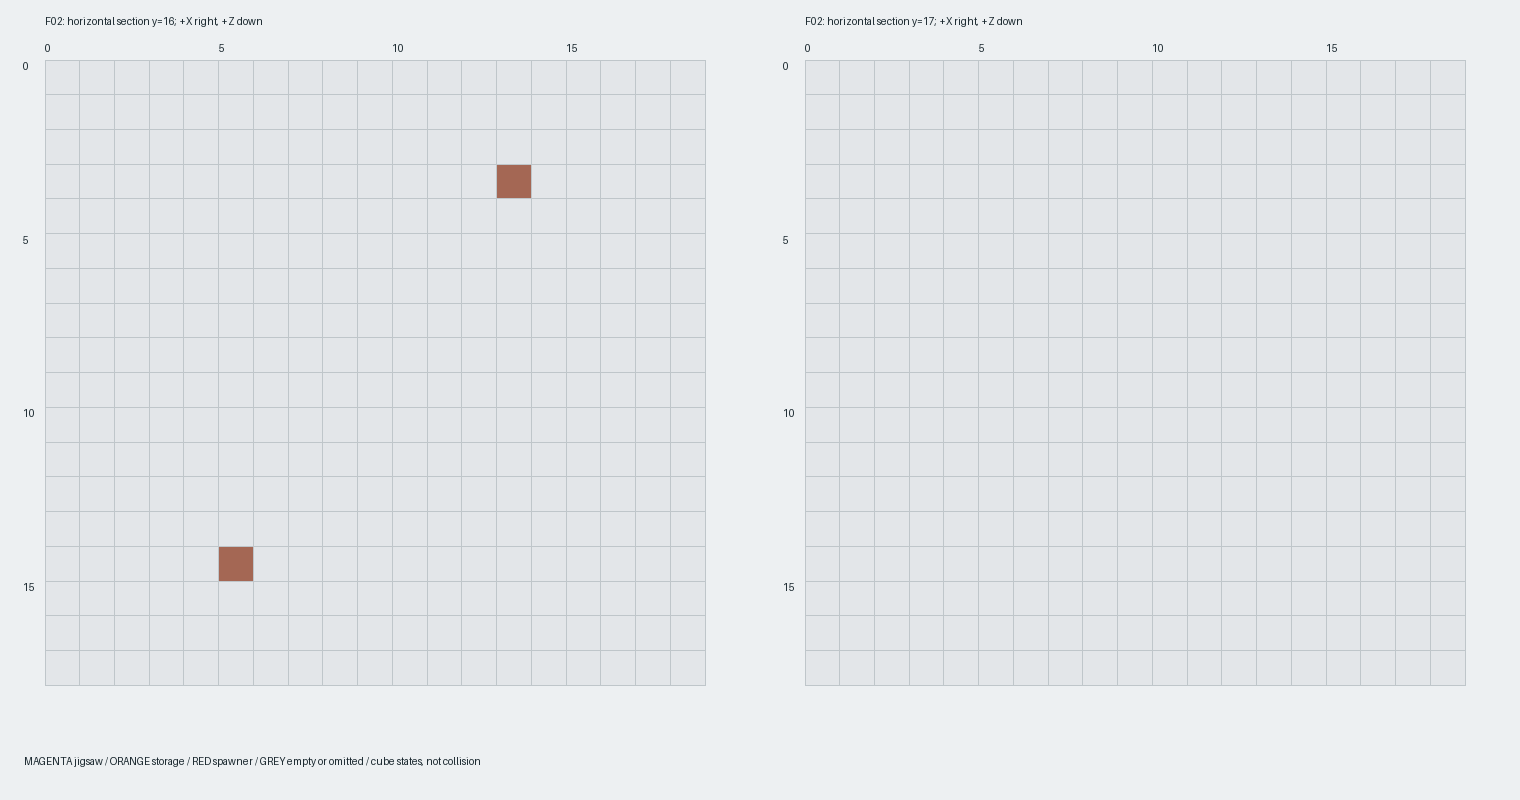 F02: horizontal section y=16; +X right, +Z down
F02: horizontal section y=17; +X right, +Z down
0 5 10 15
0 5 10 15
0
0
5
5
10
10
15
15
MAGENTA jigsaw / ORANGE storage / RED spawner / GREY empty or omitted / cube states, not collision